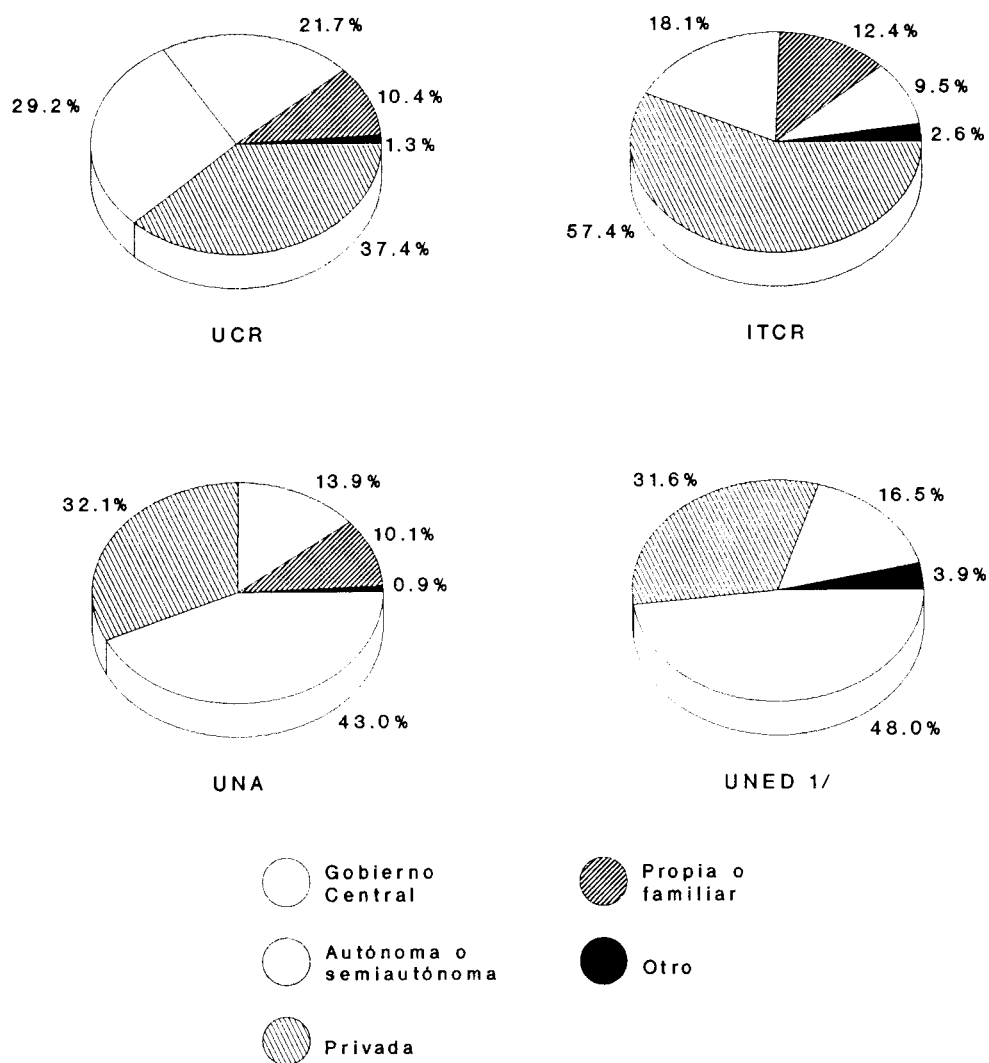 21.7%
29.2%
10.4%
1.3%
37.4%
UCR
18.1%
12.4%
9.5%
2.6%
57.4%
ITCR
32.1%
13.9%
10.1%
0.9%
43.0%
UNA
31.6%
16.5%
3.9%
48.0%
UNED 1/
Gobierno
Central
Autónoma o
semiautónoma
Privada
Propia o
familiar
Otro